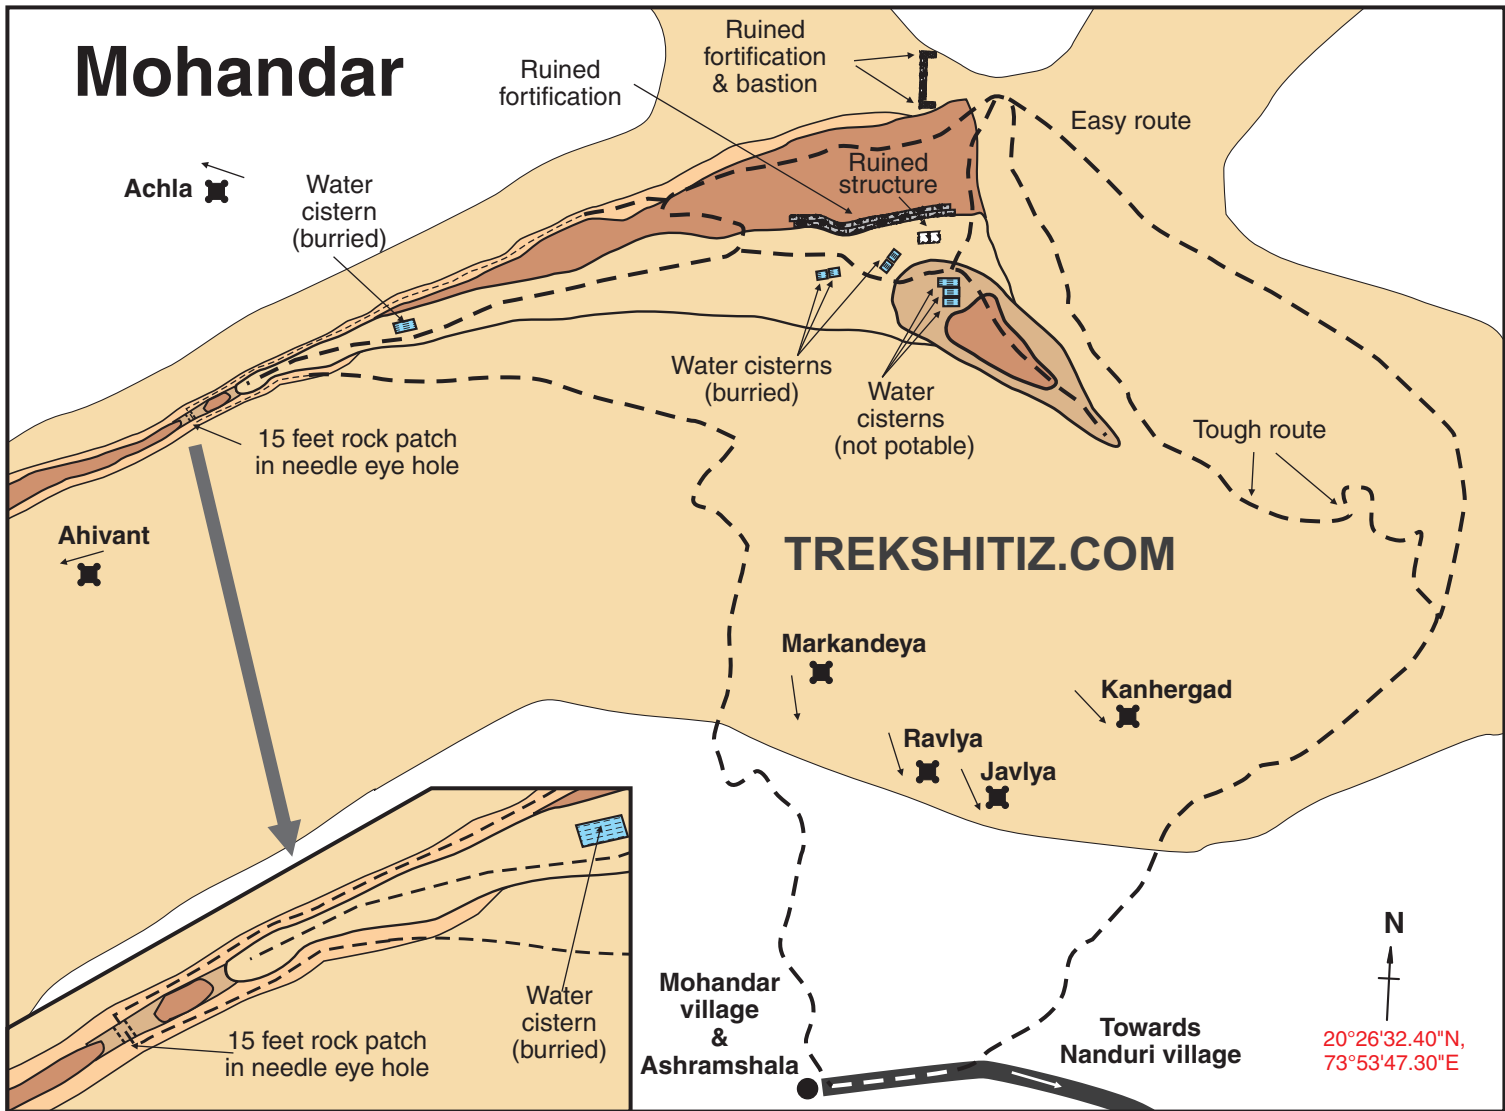 Mohandar
Ruined
fortification
Ruined
fortification
& bastion
Easy route
Achla
Water
cistern
(burried)
Ruined
structure
Water cisterns
(burried)
Water
cisterns
(not potable)
15 feet rock patch
in needle eye hole
Tough route
Ahivant
TREKSHITIZ.COM
Markandeya
Kanhergad
Ravlya
Javlya
Water
cistern
(burried)
15 feet rock patch
in needle eye hole
Mohandar
village
&
Ashramshala
Towards
Nanduri village
N
20°26'32.40"N,
73°53'47.30"E